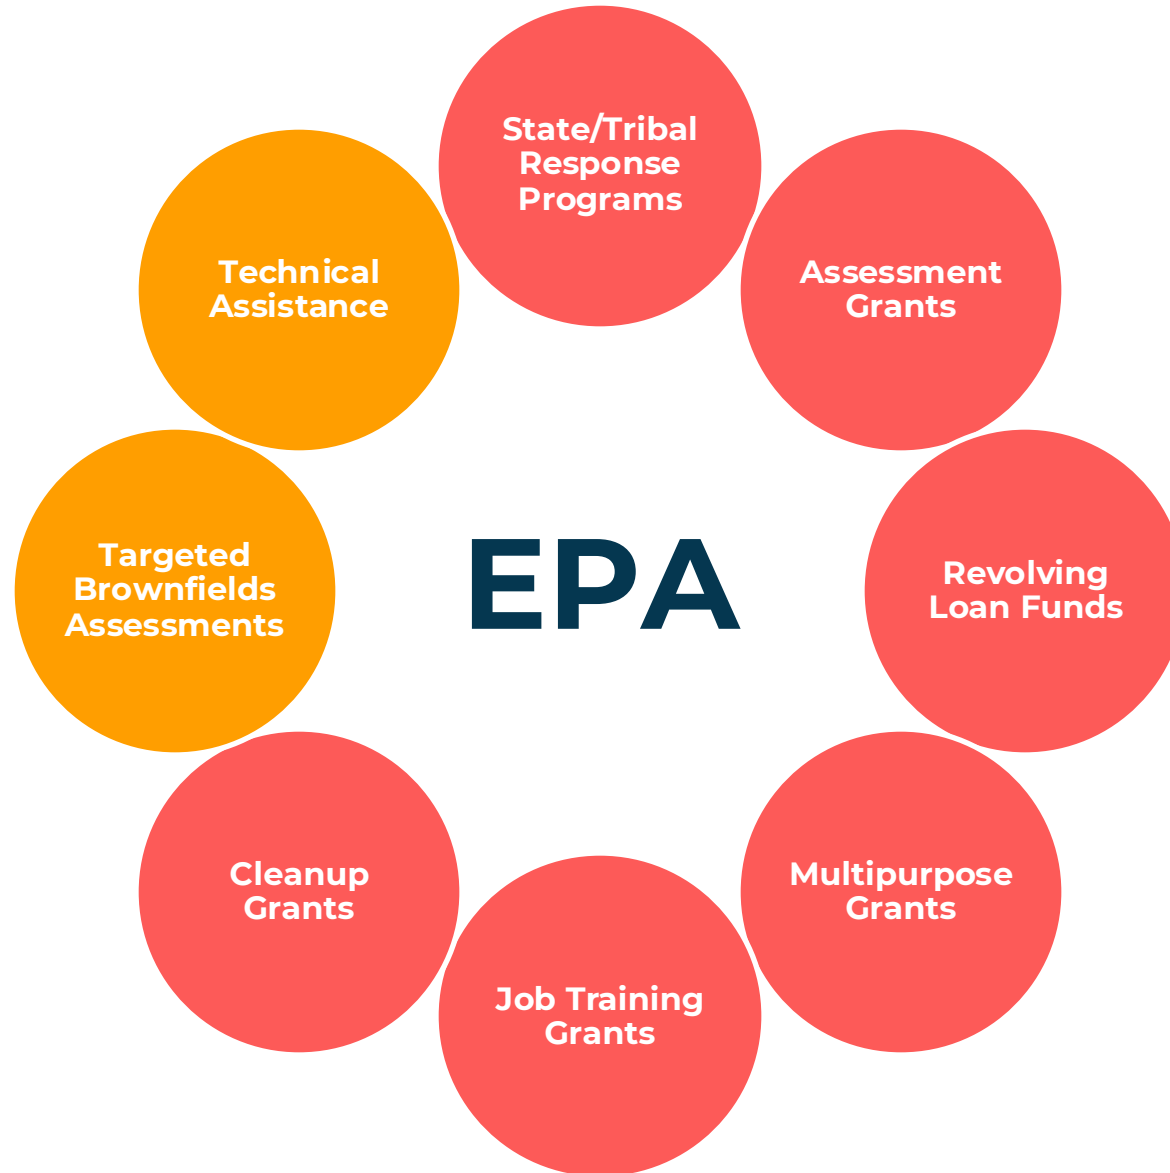 State/Tribal
Response
Programs
Assessment
Grants
Revolving
Loan Funds
Multipurpose
Grants
Job Training
Grants
Cleanup
Grants
Targeted
Brownfields
Assessments
Technical
Assistance
EPA